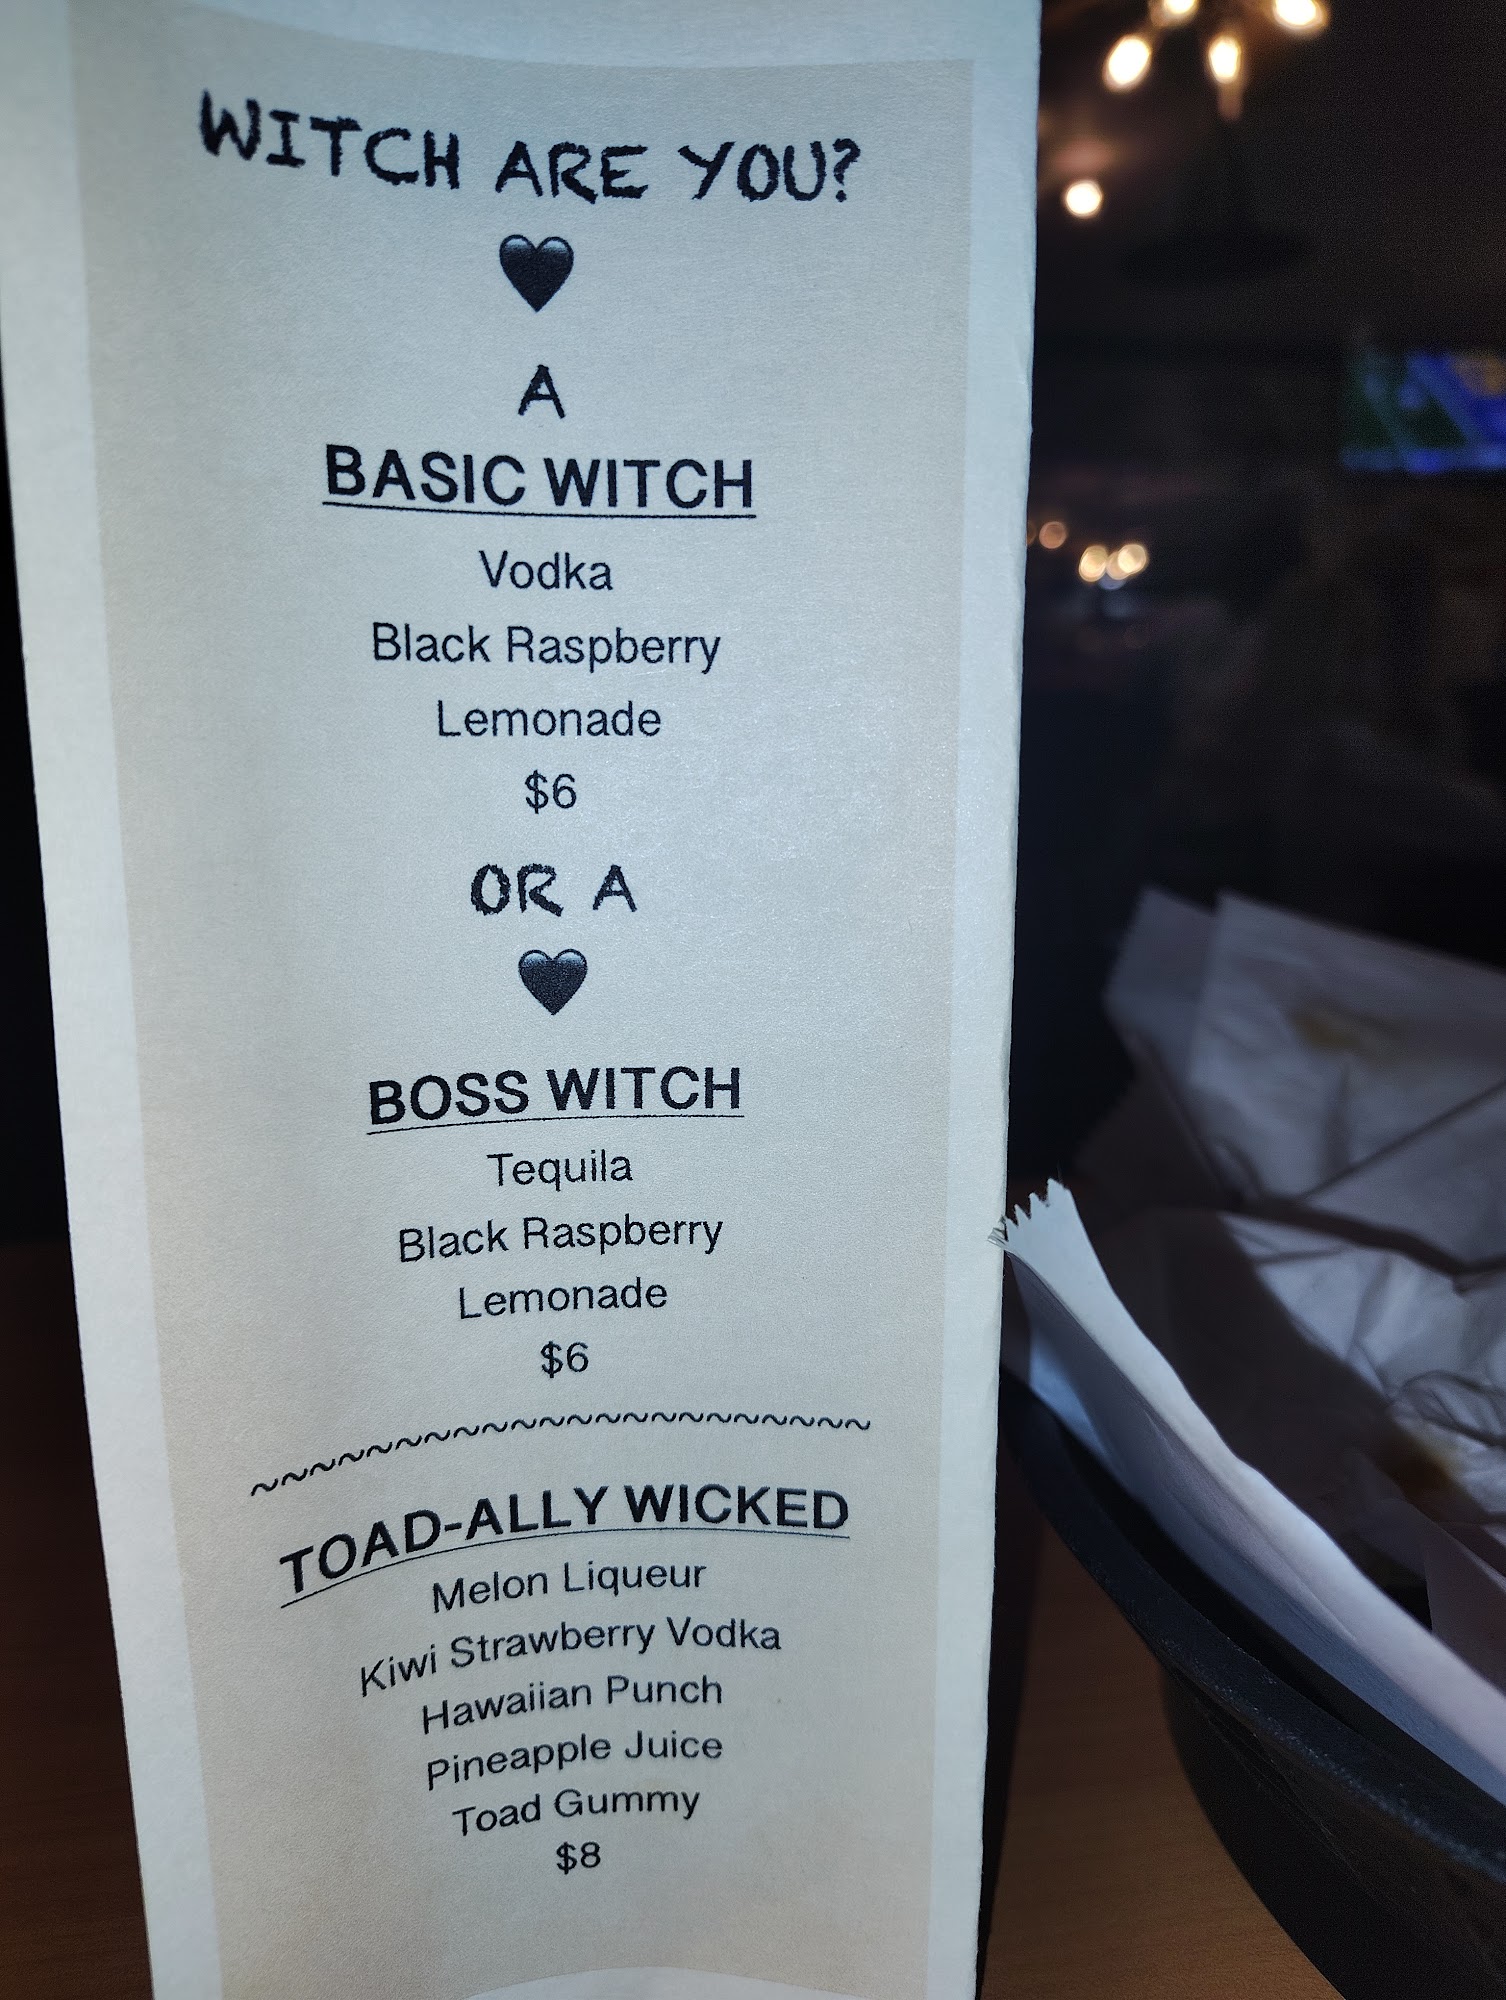 WITCH ARE YOU?
🖤
A
BASIC WITCH
Vodka
Black Raspberry
Lemonade
$6
OR A
🖤
BOSS WITCH
Tequila
Black Raspberry
Lemonade
$6
~~~~~~~~~~~~~~~~~~~~~~
TOAD-ALLY WICKED
Melon Liqueur
Kiwi Strawberry Vodka
Hawaiian Punch
Pineapple Juice
Toad Gummy
$8